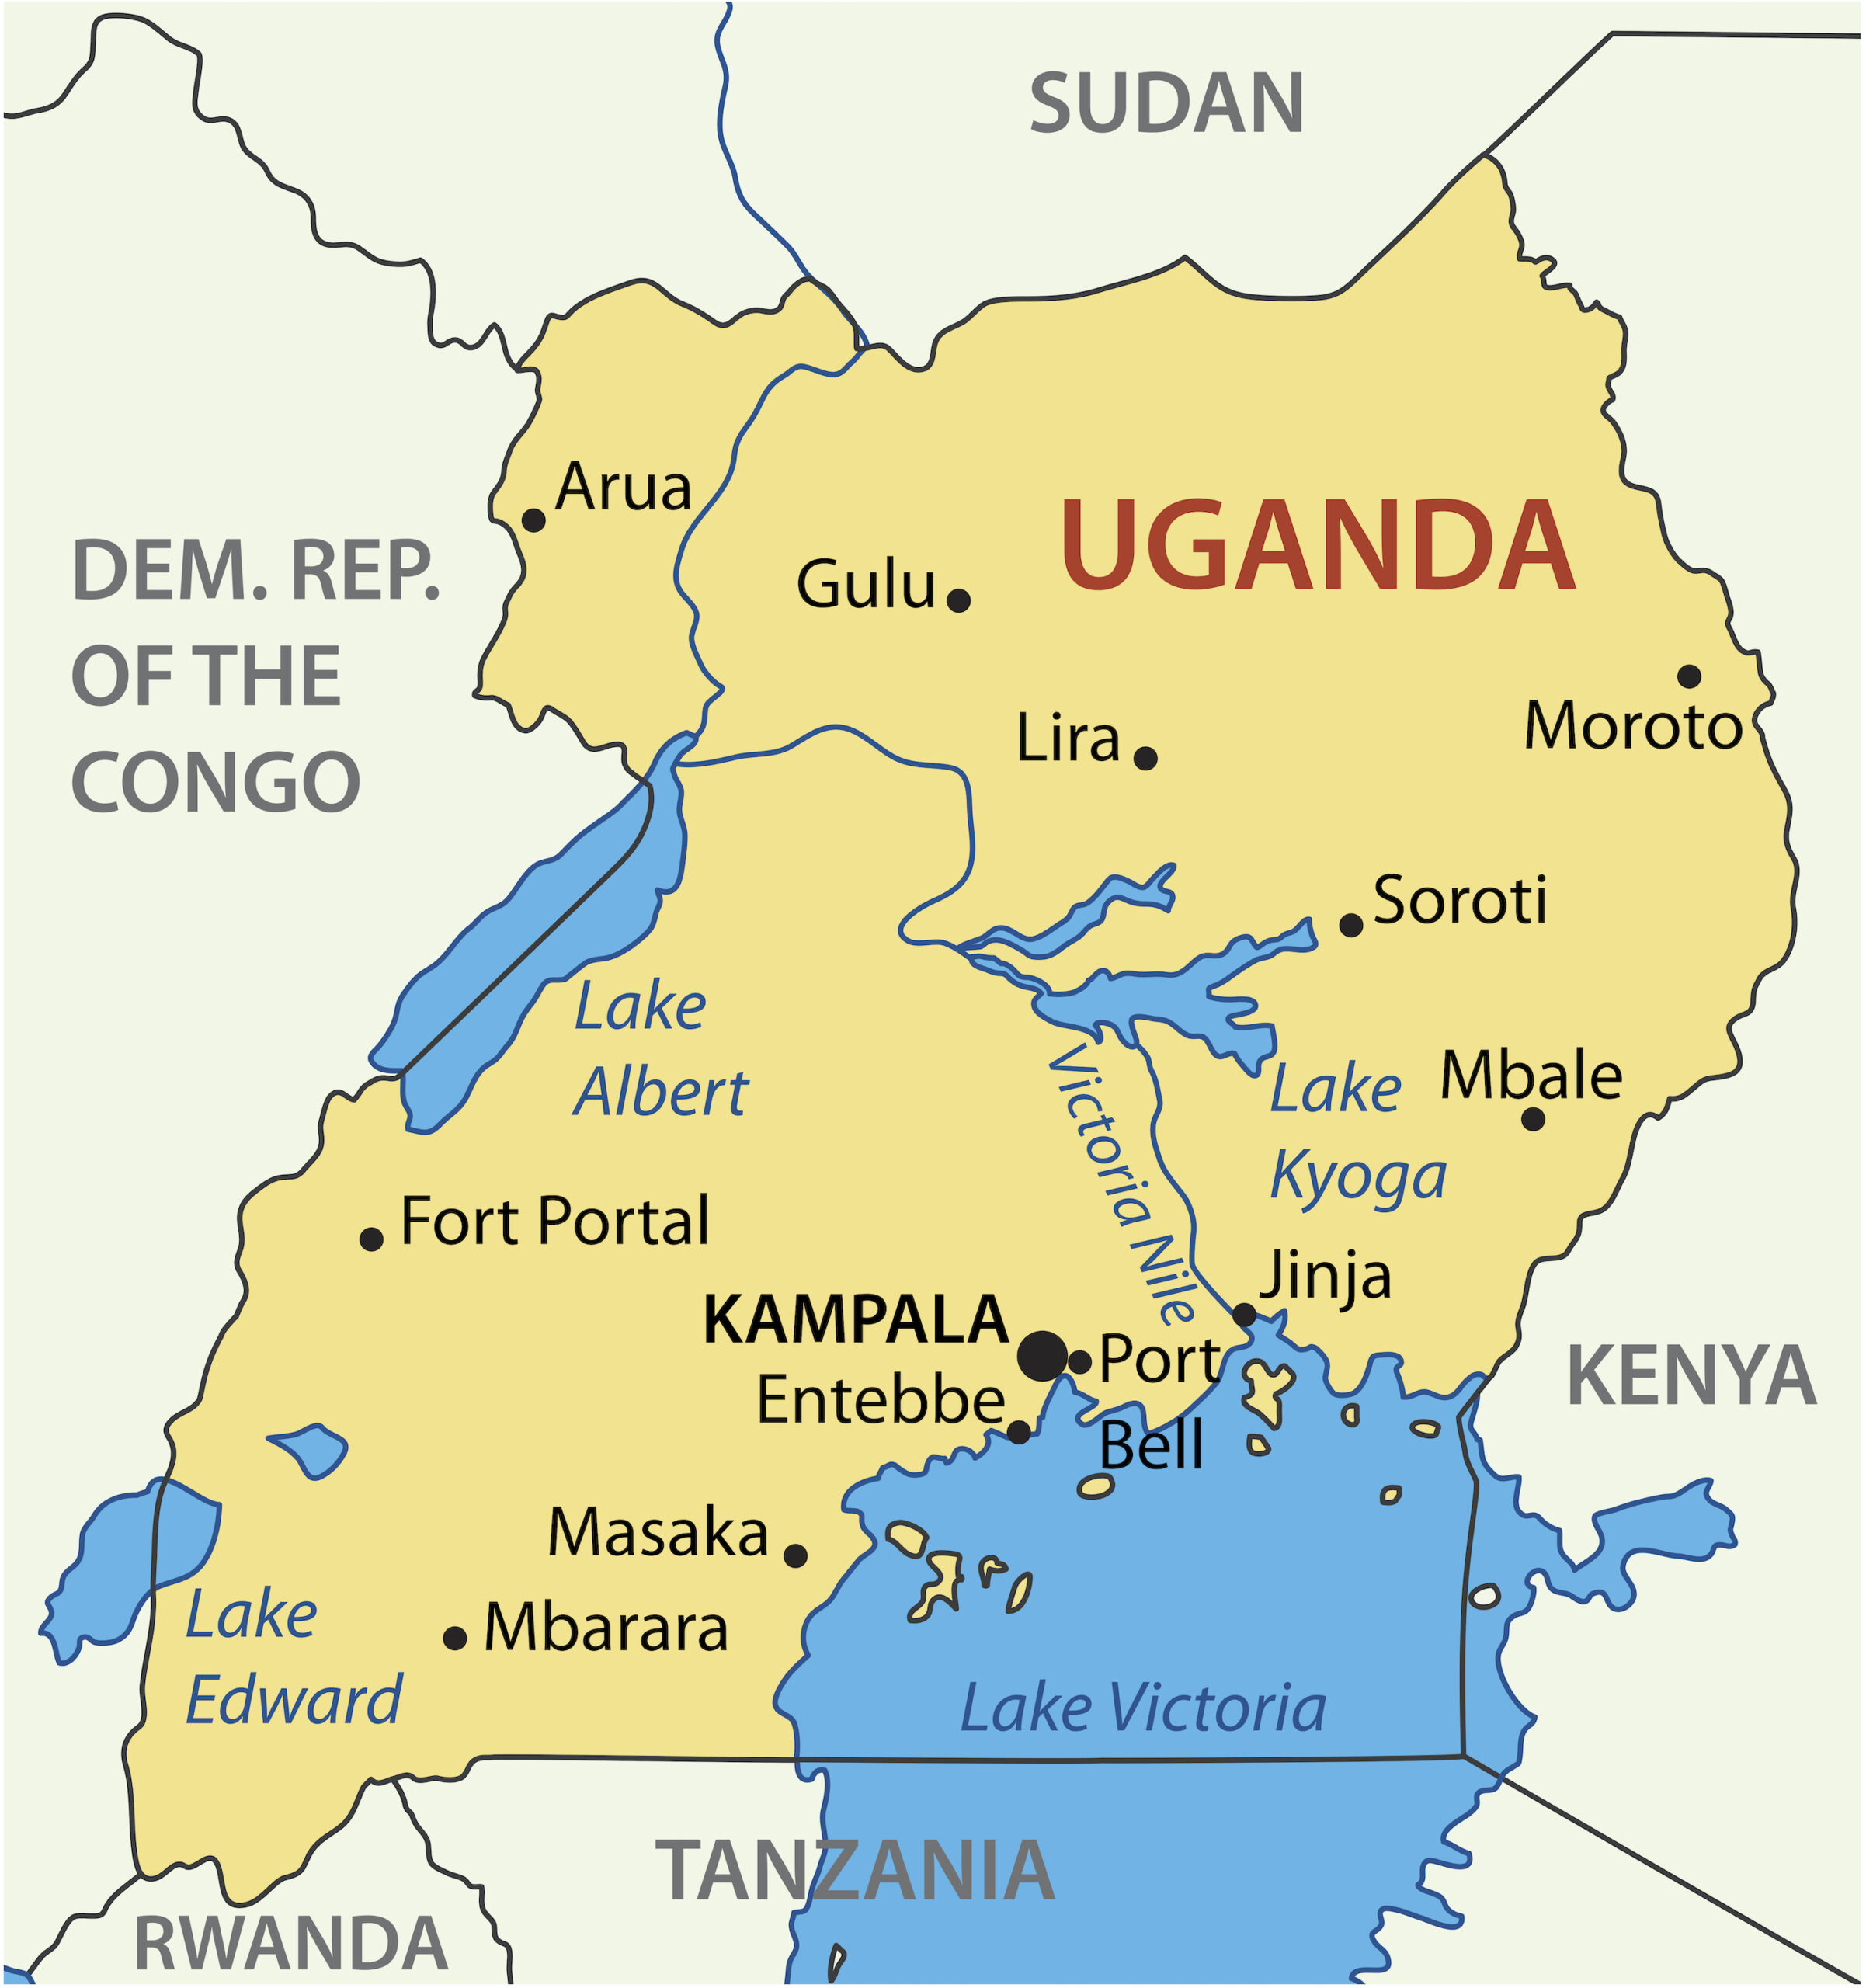 SUDAN
Arua
UGANDA
DEM. REP.
OF THE
CONGO
Gulu
Moroto
Lira
Soroti
Lake
Albert
Victoria Nile
Lake
Kyoga
Mbale
Fort Portal
Jinja
KAMPALA
Port
Bell
Entebbe
KENYA
Masaka
Mbarara
Lake
Edward
Lake Victoria
TANZANIA
RWANDA